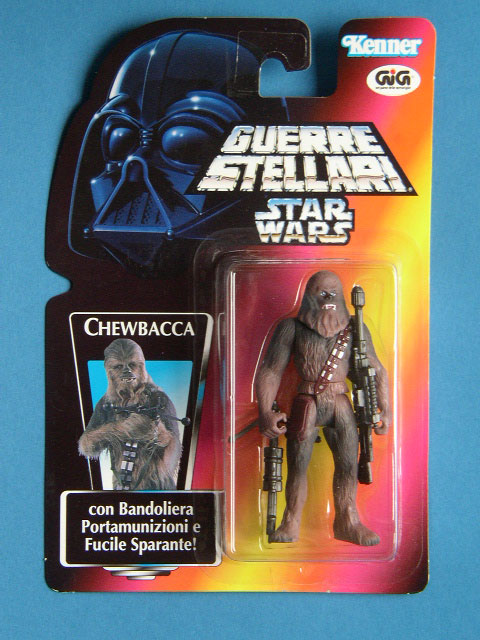 Kenner
GiG
GUERRE
STELLARI
STAR
WARS
CHEWBACCA
con Bandoliera
Portamunizioni e
Fucile Sparante!